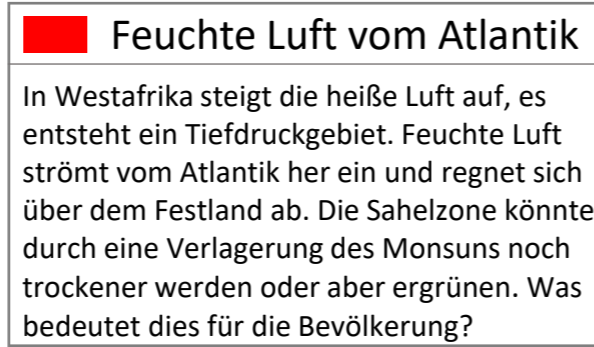 Feuchte Luft vom Atlantik
In Westafrika steigt die heiße Luft auf, es
entsteht ein Tiefdruckgebiet. Feuchte Luft
strömt vom Atlantik her ein und regnet sich
über dem Festland ab. Die Sahelzone könnte
durch eine Verlagerung des Monsuns noch
trockener werden oder aber ergrünen. Was
bedeutet dies für die Bevölkerung?